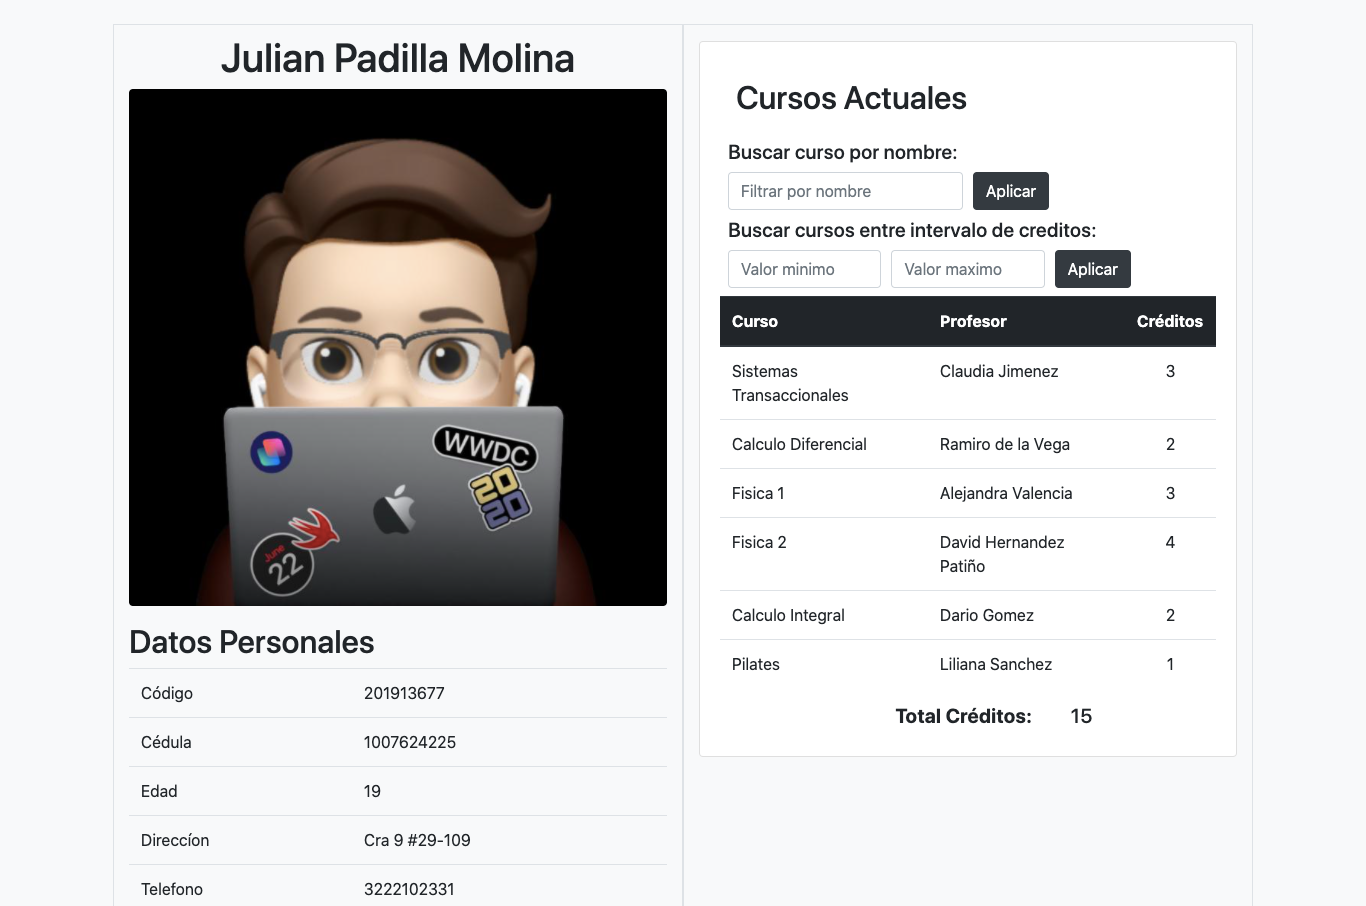 Julian Padilla Molina
WWDC
2020
June
22
Datos Personales
Código 201913677
Cédula 1007624225
Edad 19
Direccíon Cra 9 #29-109
Telefono 3222102331
Cursos Actuales
Buscar curso por nombre:
Filtrar por nombre Aplicar
Buscar cursos entre intervalo de creditos:
Valor minimo Valor maximo Aplicar
Curso Profesor Créditos
Sistemas Claudia Jimenez 3
Transaccionales
Calculo Diferencial Ramiro de la Vega 2
Fisica 1 Alejandra Valencia 3
Fisica 2 David Hernandez 4
Patiño
Calculo Integral Dario Gomez 2
Pilates Liliana Sanchez 1
Total Créditos: 15